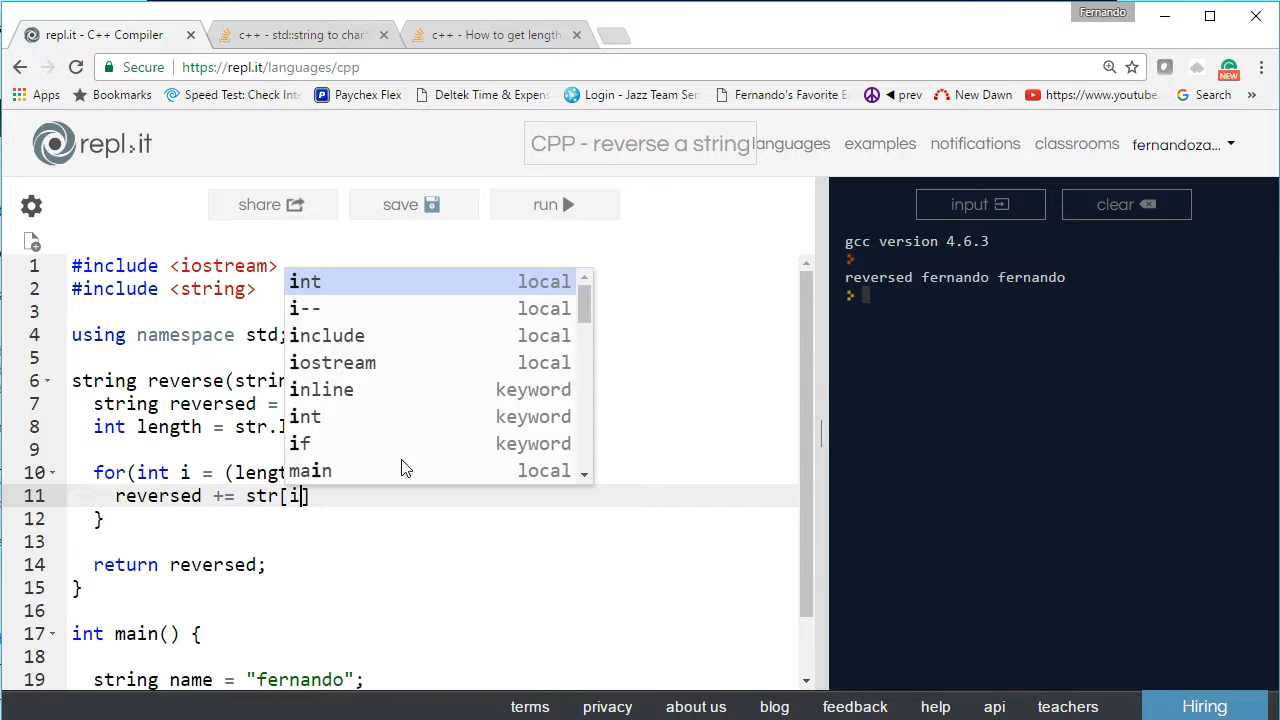 Fernando
repl.it - C++ Compiler
c++ - std::string to char*
c++ - How to get length
Secure
https://repl.it/languages/cpp
NEW
Apps
Bookmarks
Speed Test: Check Inte
Paychex Flex
Deltek Time & Expens
Login - Jazz Team Ser
Fernando's Favorite E
prev
New Dawn
https://www.youtube
Search
»
repl.it
CPP - reverse a string
languages
examples
notifications
classrooms
fernandoza...
share
save
run
input
clear
1 #include <iostream>
2 #include <string>
3
4 using namespace std;
5
6 string reverse(strin
7 string reversed =
8 int length = str.
9
10 for(int i = (lengt
11 reversed += str[i]
12 }
13
14 return reversed;
15 }
16
17 int main() {
18
19 string name = "fernando";
int local
i-- local
include local
iostream local
inline keyword
int keyword
if keyword
main local
gcc version 4.6.3
reversed fernando fernando
terms
privacy
about us
blog
feedback
help
api
teachers
Hiring